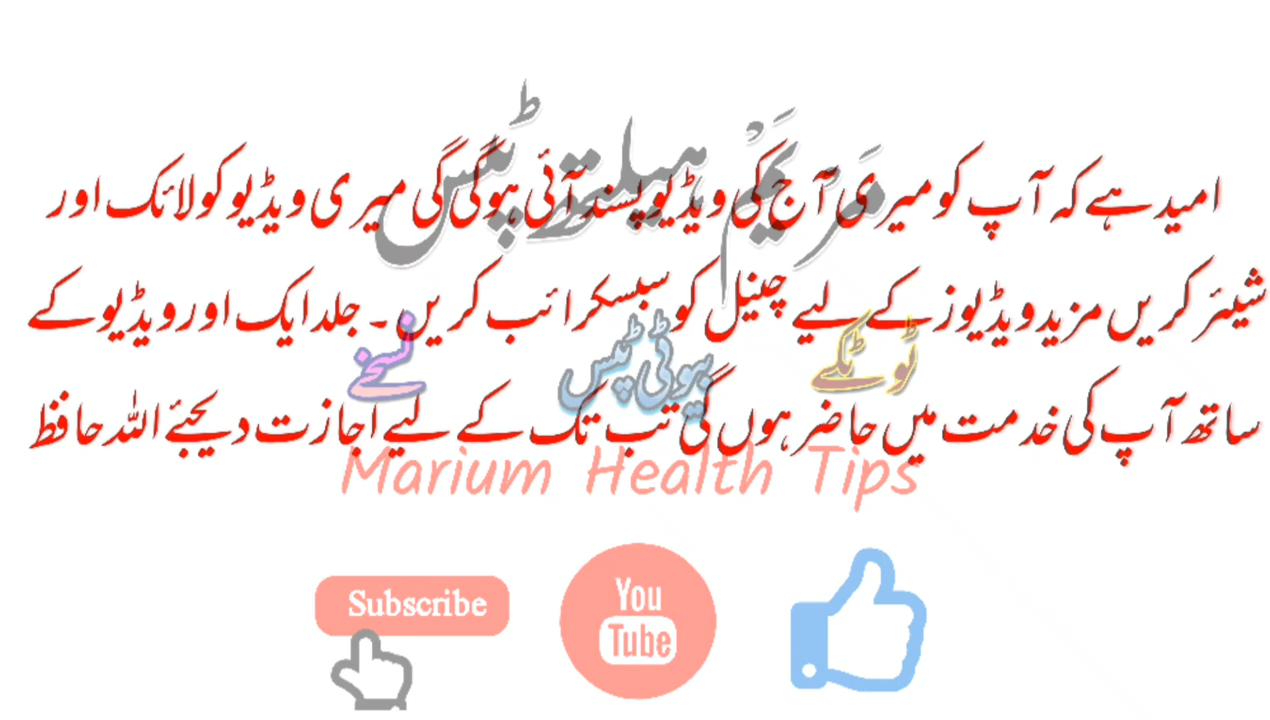 مَریَمْ ہیلتھ ٹپس
امید ہے کہ آپ کو میری آج کی ویڈیو پسند آئی ہوگی گی میری ویڈیو کو لائک اور
شیئر کریں مزید ویڈیوز کے لیے چینل کو سبسکرائب کریں۔ جلد ایک اور ویڈیو کے
ٹوٹکے بیوٹی ٹپس نسخے
ساتھ آپ کی خدمت میں حاضر ہوں گی تب تک کے لیے اجازت دیجئے اللہ حافظ
Marium Health Tips
Subscribe
You
Tube